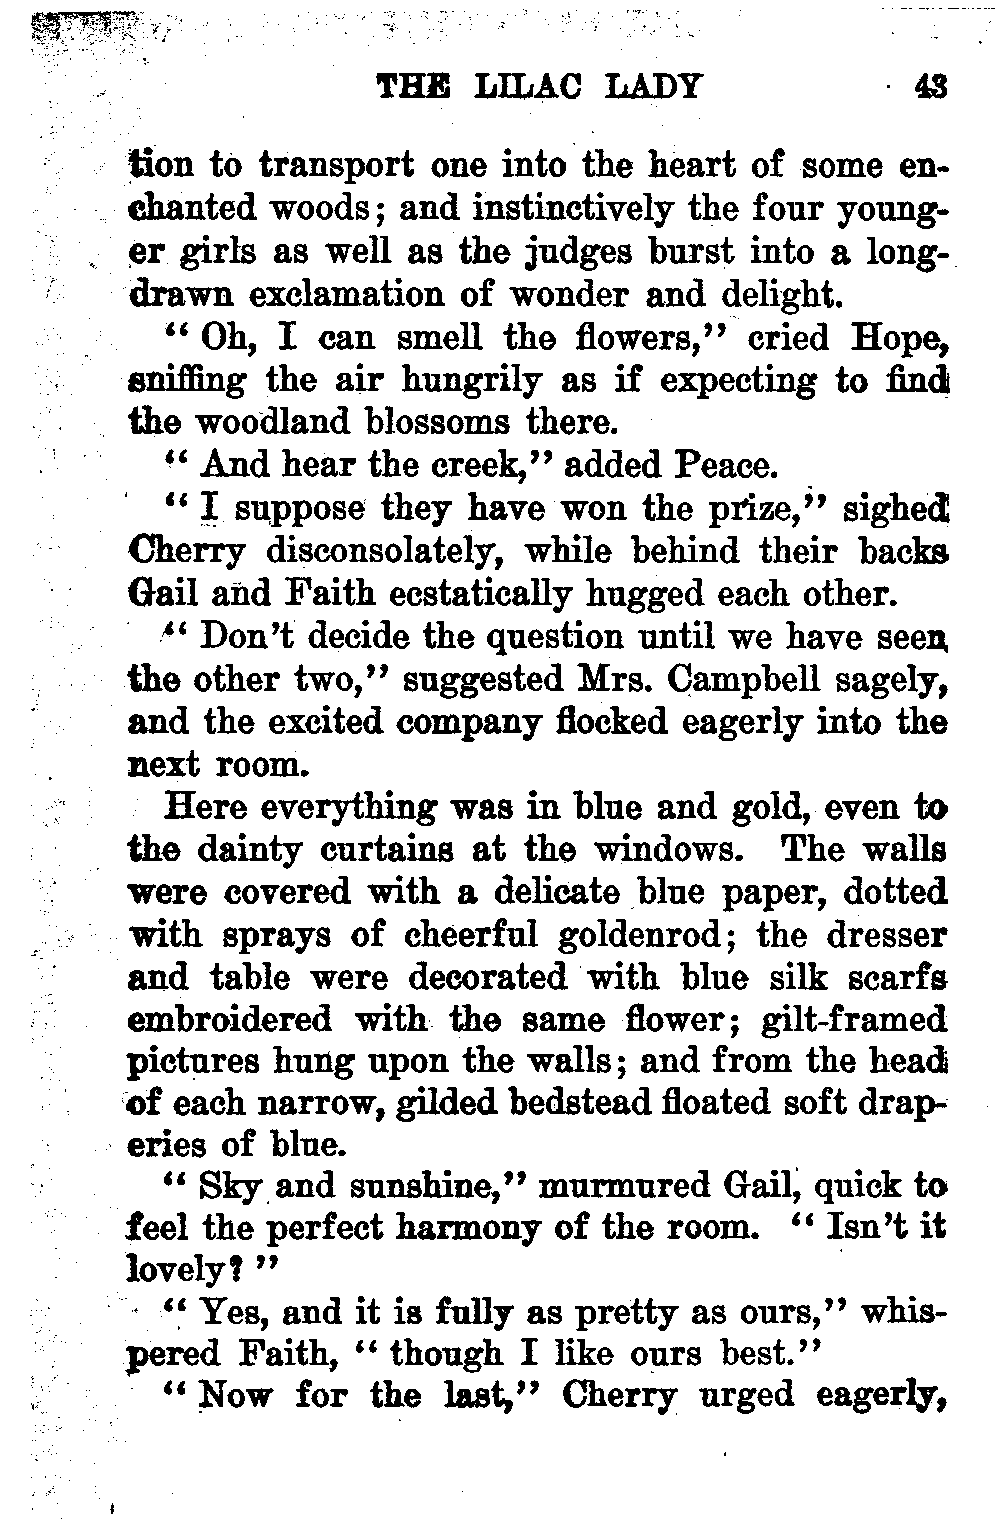 THE LILAC LADY 43
tion to transport one into the heart of some en-
chanted woods; and instinctively the four young-
er girls as well as the judges burst into a long-
drawn exclamation of wonder and delight.
" Oh, I can smell the flowers," cried Hope,
sniffing the air hungrily as if expecting to find
the woodland blossoms there.
" And hear the creek," added Peace.
" I suppose they have won the prize," sighed
Cherry disconsolately, while behind their backs
Gail and Faith ecstatically hugged each other.
" Don't decide the question until we have seen
the other two," suggested Mrs. Campbell sagely,
and the excited company flocked eagerly into the
next room.
Here everything was in blue and gold, even to
the dainty curtains at the windows. The walls
were covered with a delicate blue paper, dotted
with sprays of cheerful goldenrod; the dresser
and table were decorated with blue silk scarfs
embroidered with the same flower; gilt-framed
pictures hung upon the walls; and from the head
of each narrow, gilded bedstead floated soft drap-
eries of blue.
" Sky and sunshine," murmured Gail, quick to
feel the perfect harmony of the room. " Isn't it
lovely? "
" Yes, and it is fully as pretty as ours," whis-
pered Faith, " though I like ours best."
" Now for the last," Cherry urged eagerly,